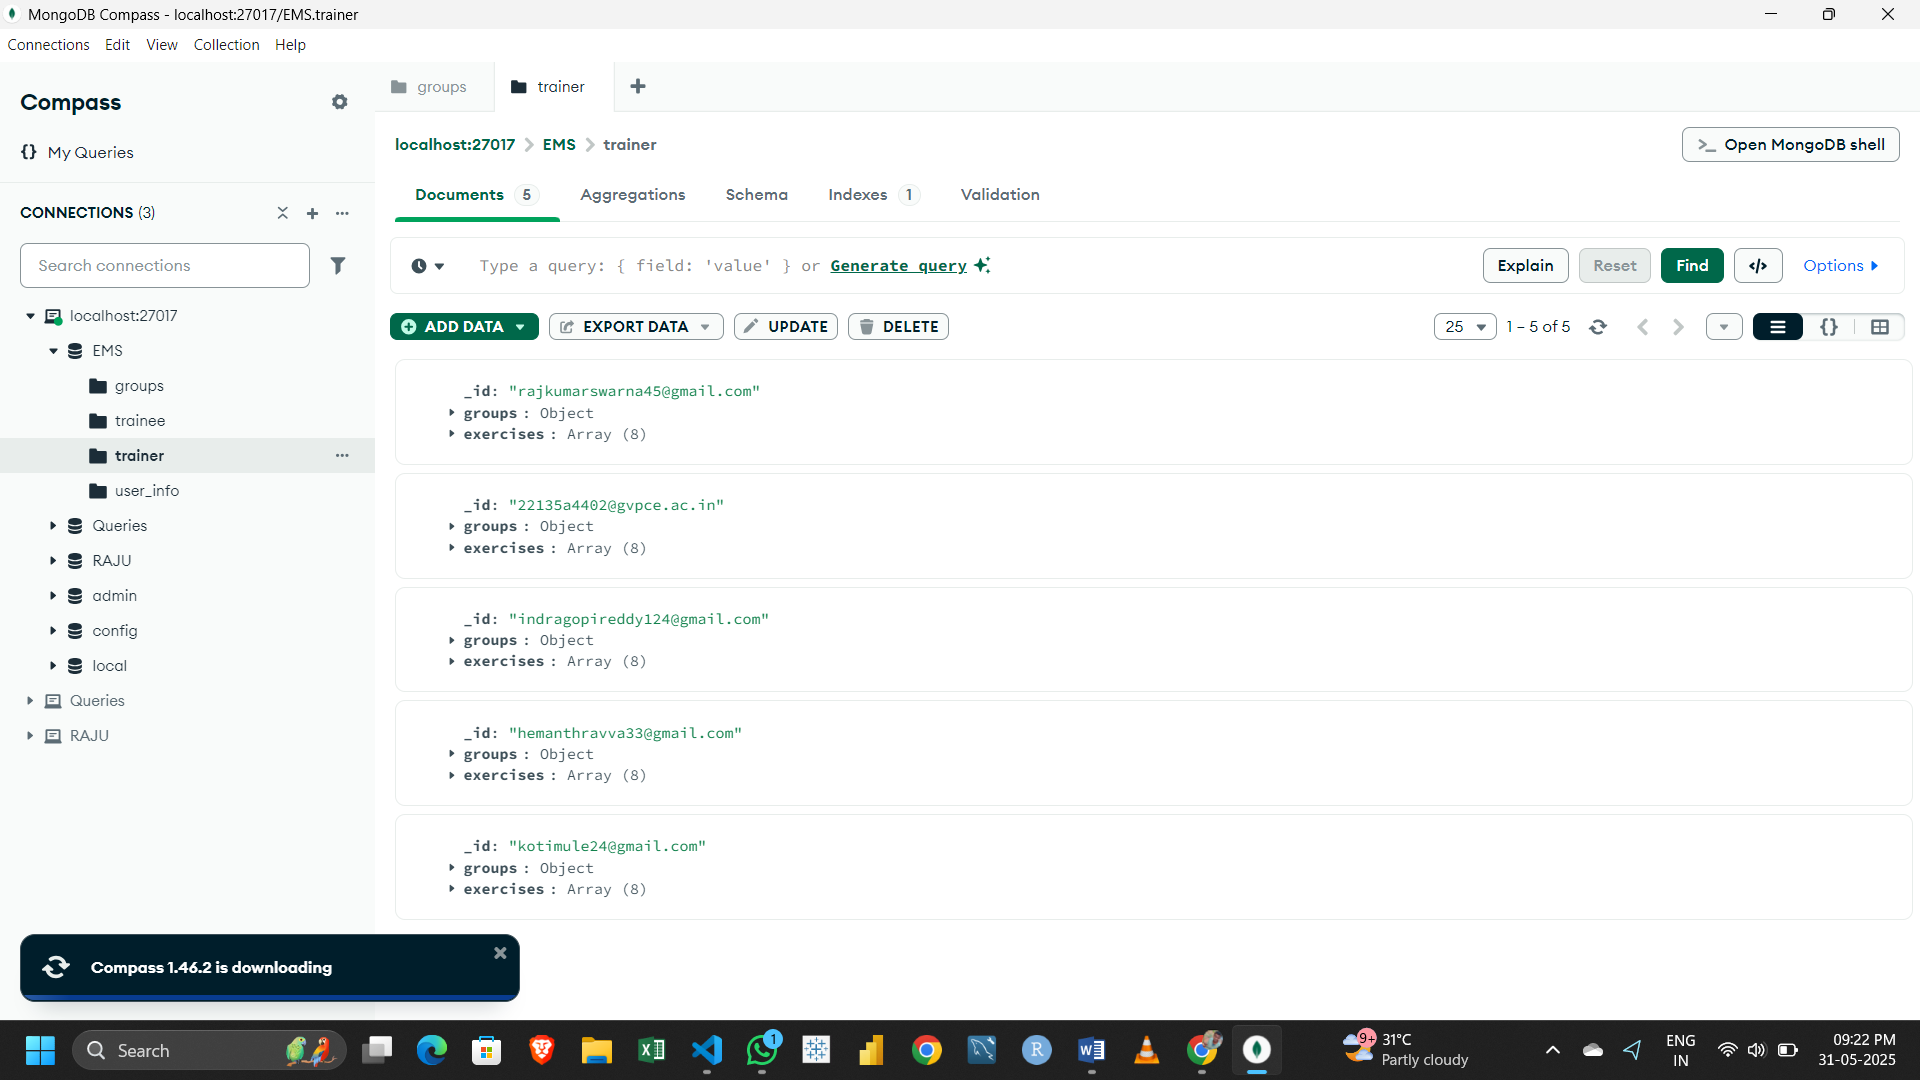 MongoDB Compass - localhost:27017/EMS.trainer
Connections Edit View Collection Help
Compass
{} My Queries
CONNECTIONS (3)
Search connections
localhost:27017
EMS
groups
trainee
trainer
user_info
Queries
RAJU
admin
config
local
Queries
RAJU
groups
trainer
localhost:27017 > EMS > trainer
>_ Open MongoDB shell
Documents 5 Aggregations Schema Indexes 1 Validation
Type a query: { field: 'value' } or Generate query
Explain Reset Find </> Options
ADD DATA EXPORT DATA UPDATE DELETE
25 1 – 5 of 5 {}
_id: "rajkumarswarna45@gmail.com"
groups : Object
exercises : Array (8)
_id: "22135a4402@gvpce.ac.in"
groups : Object
exercises : Array (8)
_id: "indragopireddy124@gmail.com"
groups : Object
exercises : Array (8)
_id: "hemanthravva33@gmail.com"
groups : Object
exercises : Array (8)
_id: "kotimule24@gmail.com"
groups : Object
exercises : Array (8)
Compass 1.46.2 is downloading
Search
1
R
9+
31°C
Partly cloudy
ENG
IN
09:22 PM
31-05-2025